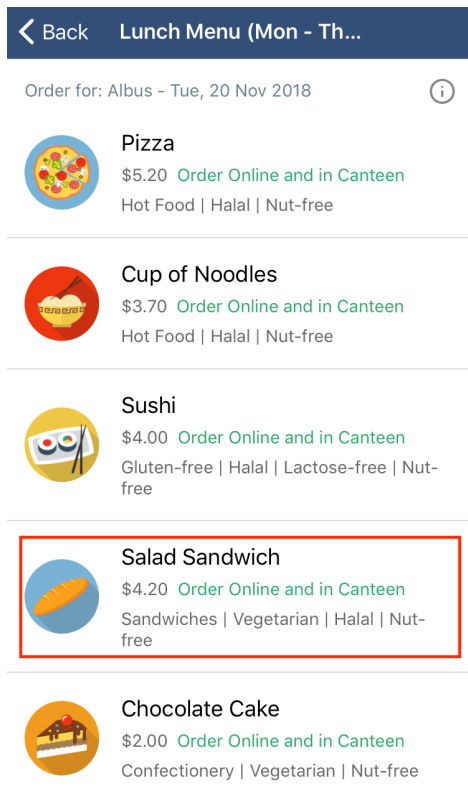 Back
Lunch Menu (Mon - Th...
Order for: Albus - Tue, 20 Nov 2018
Pizza
$5.20 Order Online and in Canteen
Hot Food | Halal | Nut-free
Cup of Noodles
$3.70 Order Online and in Canteen
Hot Food | Halal | Nut-free
Sushi
$4.00 Order Online and in Canteen
Gluten-free | Halal | Lactose-free | Nut-
free
Salad Sandwich
$4.20 Order Online and in Canteen
Sandwiches | Vegetarian | Halal | Nut-
free
Chocolate Cake
$2.00 Order Online and in Canteen
Confectionery | Vegetarian | Nut-free